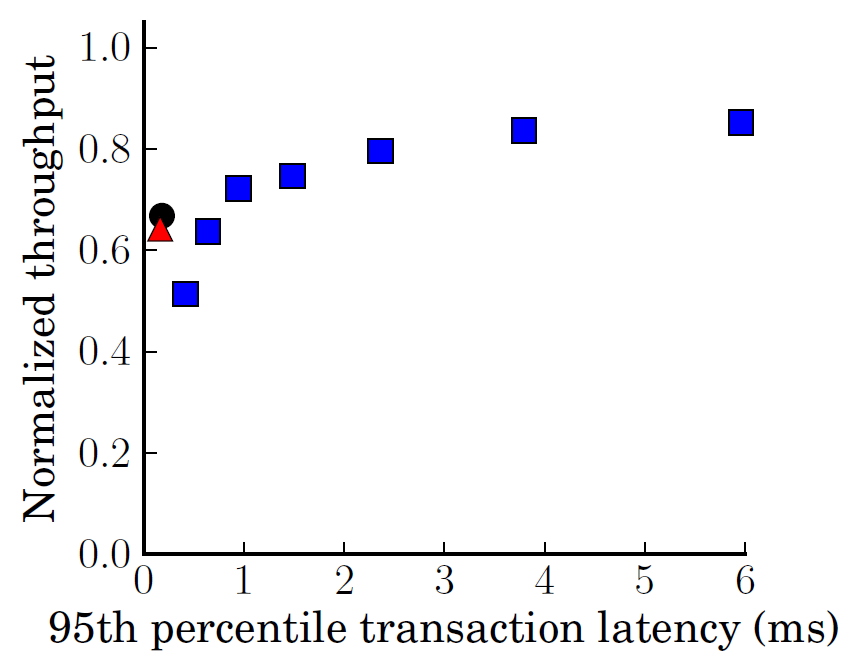 Normalized throughput
1.0
0.8
0.6
0.4
0.2
0.0
0 1 2 3 4 5 6
95th percentile transaction latency (ms)